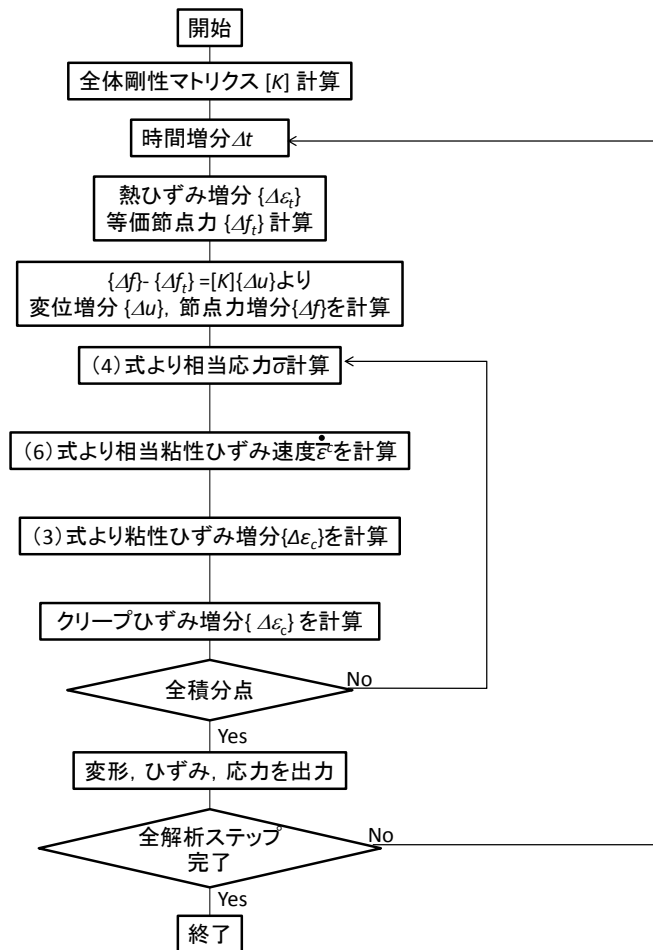 開始
全体剛性マトリクス [K] 計算
時間増分Δt
熱ひずみ増分 {Δε_t}
等価節点力 {Δf_t} 計算
{Δf}- {Δf_t} =[K]{Δu}より
変位増分 {Δu}, 節点力増分{Δf}を計算
(4)式より相当応力σ̅計算
(6)式より相当粘性ひずみ速度ε̅̇ᶜを計算
(3)式より粘性ひずみ増分{Δε_c}を計算
クリープひずみ増分{ Δε_c} を計算
全積分点
No
Yes
変形, ひずみ, 応力を出力
全解析ステップ
完了
No
Yes
終了